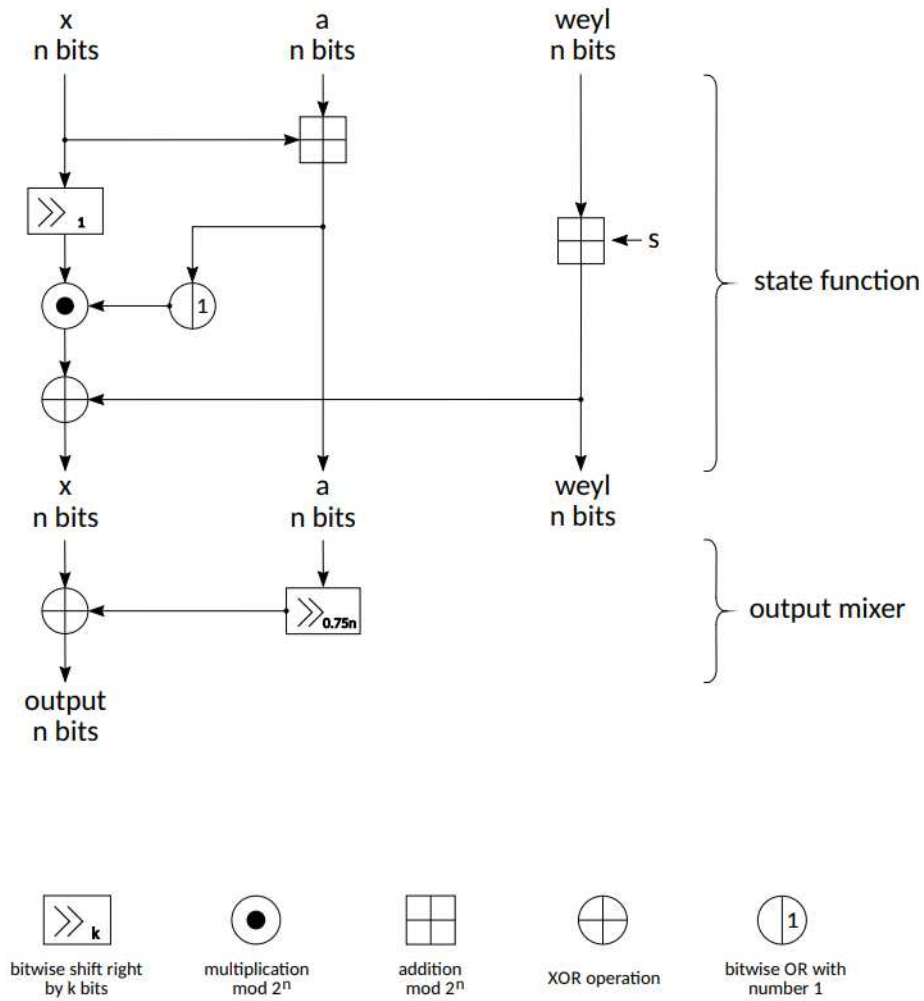 x
n bits
a
n bits
weyl
n bits
1
s
1
state function
x
n bits
a
n bits
weyl
n bits
0.75n
output mixer
output
n bits
k
1
bitwise shift right
by k bits
multiplication
mod 2ⁿ
addition
mod 2ⁿ
XOR operation
bitwise OR with
number 1